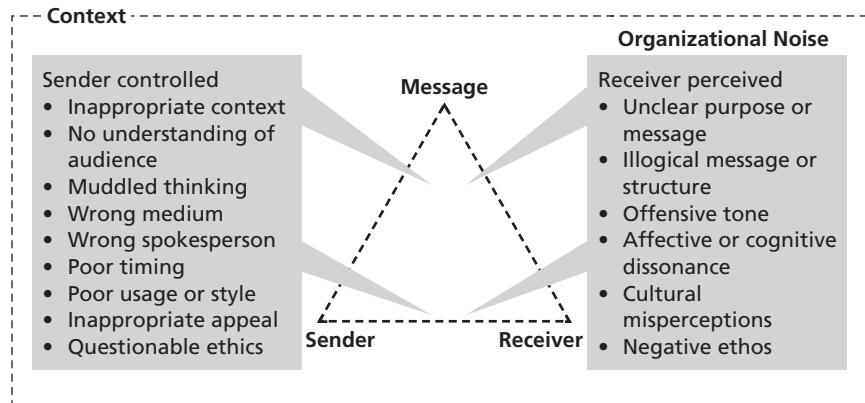 Context
Organizational Noise
Sender controlled
• Inappropriate context
• No understanding of
audience
• Muddled thinking
• Wrong medium
• Wrong spokesperson
• Poor timing
• Poor usage or style
• Inappropriate appeal
• Questionable ethics
Message
Sender
Receiver
Receiver perceived
• Unclear purpose or
message
• Illogical message or
structure
• Offensive tone
• Affective or cognitive
dissonance
• Cultural
misperceptions
• Negative ethos